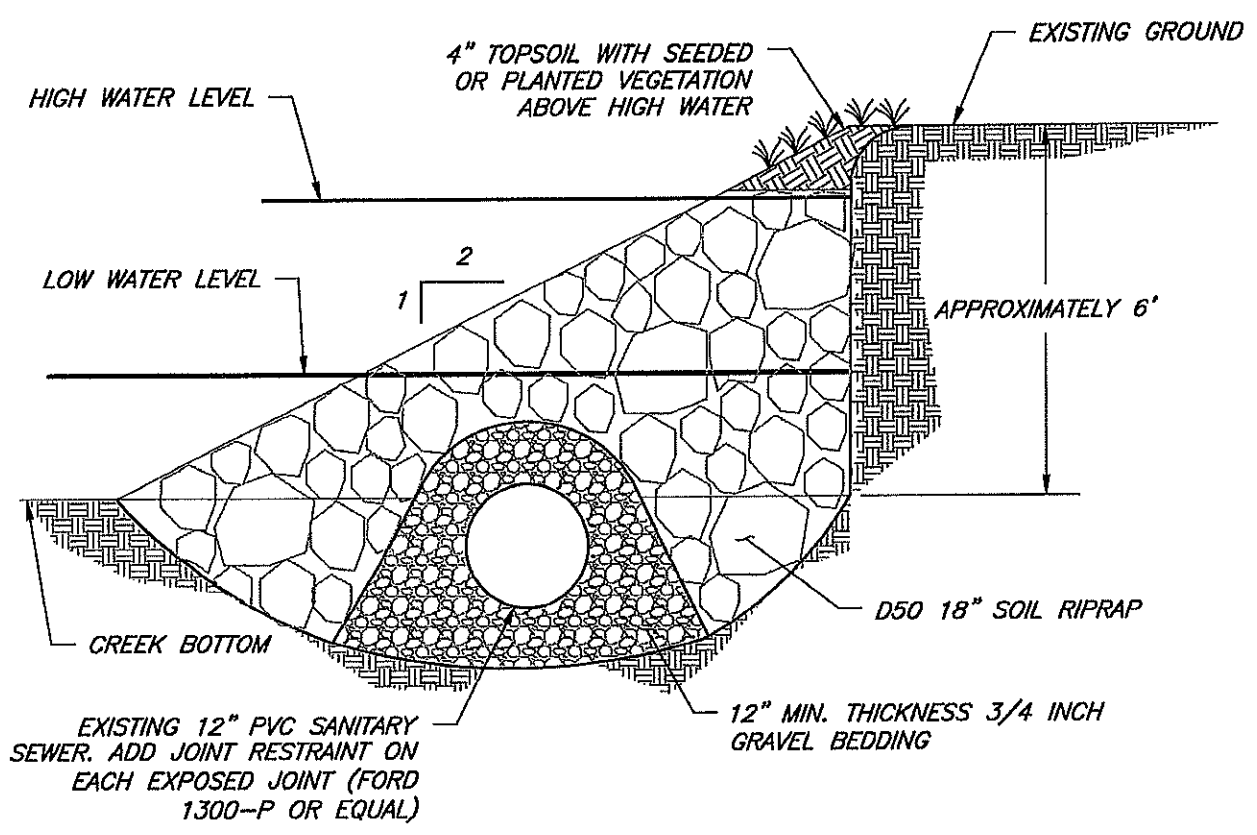 EXISTING GROUND
4" TOPSOIL WITH SEEDED
OR PLANTED VEGETATION
ABOVE HIGH WATER
HIGH WATER LEVEL
2
LOW WATER LEVEL
1
APPROXIMATELY 6'
D50 18" SOIL RIPRAP
CREEK BOTTOM
12" MIN. THICKNESS 3/4 INCH
GRAVEL BEDDING
EXISTING 12" PVC SANITARY
SEWER. ADD JOINT RESTRAINT ON
EACH EXPOSED JOINT (FORD
1300-P OR EQUAL)